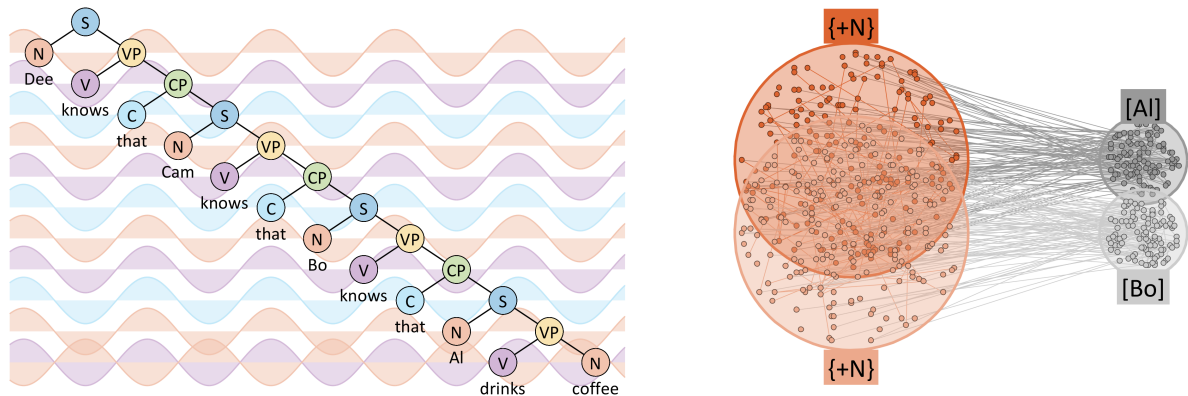 S
N VP
Dee
V CP
knows
C S
that
N VP
Cam
V CP
knows
C S
that
N VP
Bo
V CP
knows
C S
that
N VP
Al
V N
drinks coffee
{+N}
[Al]
[Bo]
{+N}